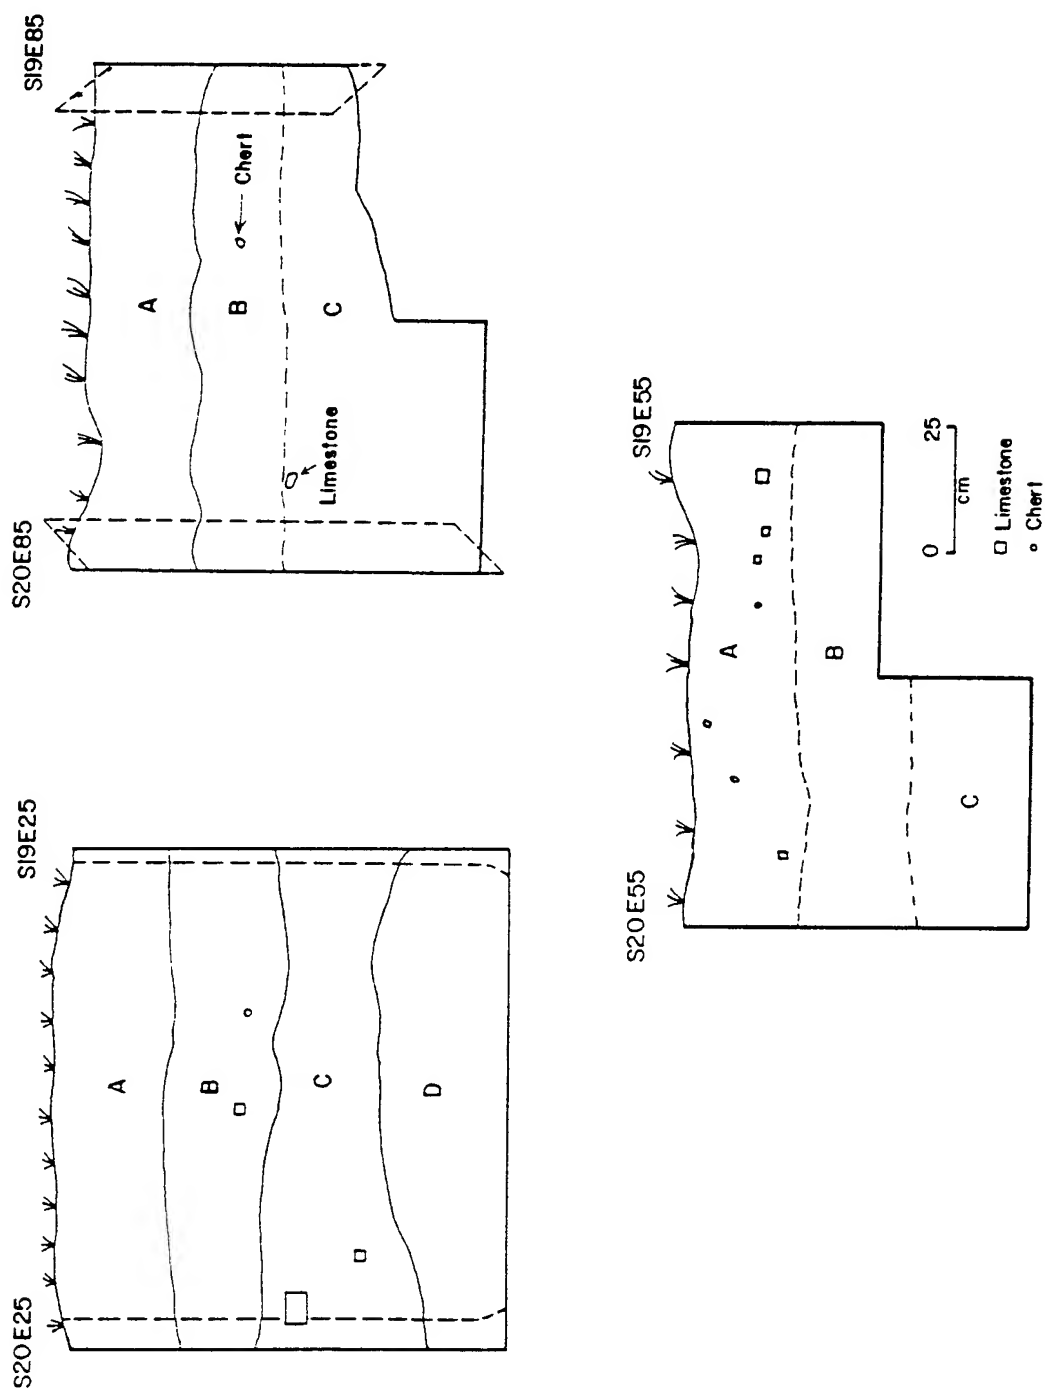 S20E25
S19E25
A
B
C
D
S20E85
S19E85
A
B
C
Chert
Limestone
S20E55
S19E55
A
B
C
0 25
cm
Limestone
Chert